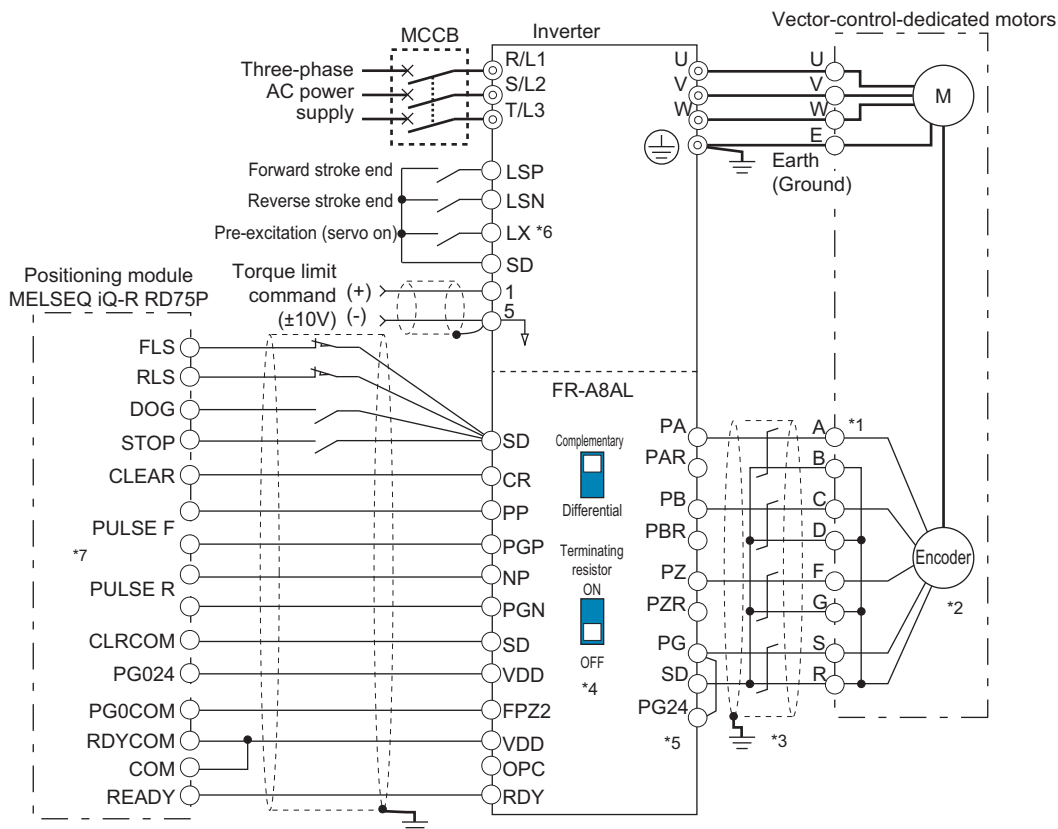 Vector-control-dedicated motors
MCCB
Inverter
Three-phase
AC power
supply
R/L1
S/L2
T/L3
U
V
W
U
V
W
E
M
Earth
(Ground)
Forward stroke end
LSP
Reverse stroke end
LSN
Pre-excitation (servo on)
LX *6
SD
Positioning module
MELSEQ iQ-R RD75P
Torque limit
command (+)
(±10V) (-)
1
5
FLS
RLS
DOG
STOP
CLEAR
PULSE F
*7
PULSE R
CLRCOM
PG024
PG0COM
RDYCOM
COM
READY
SD
CR
PP
PGP
NP
PGN
SD
VDD
FPZ2
VDD
OPC
RDY
FR-A8AL
Complementary
Differential
Terminating
resistor
ON
OFF
*4
PA
PAR
PB
PBR
PZ
PZR
PG
SD
PG24
*5
*3
A *1
B
C
D
F
G
S
R
Encoder
*2